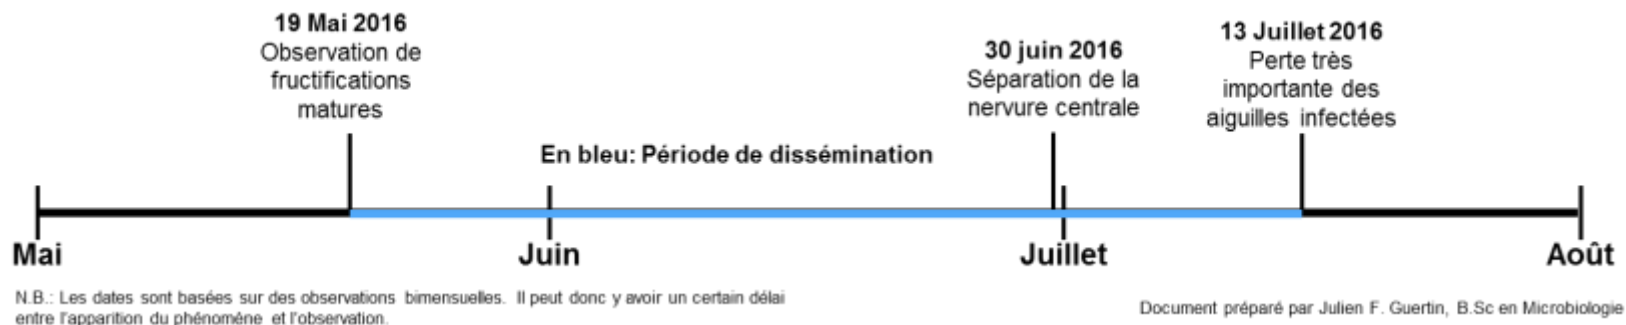 19 Mai 2016
Observation de
fructifications
matures
30 juin 2016
Séparation de la
nervure centrale
13 Juillet 2016
Perte très
importante des
aiguilles infectées
En bleu: Période de dissémination
Mai
Juin
Juillet
Août
N.B.: Les dates sont basées sur des observations bimensuelles. Il peut donc y avoir un certain délai
entre l'apparition du phénomène et l'observation.
Document préparé par Julien F. Guertin, B.Sc en Microbiologie